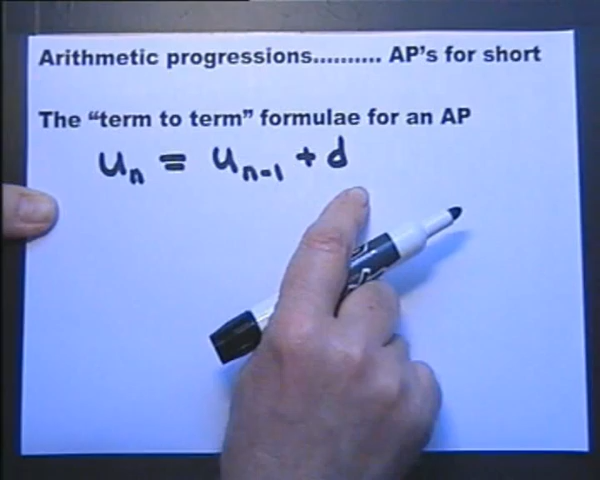 Arithmetic progressions.......... AP's for short
The “term to term” formulae for an AP
uₙ = uₙ₋₁ + d